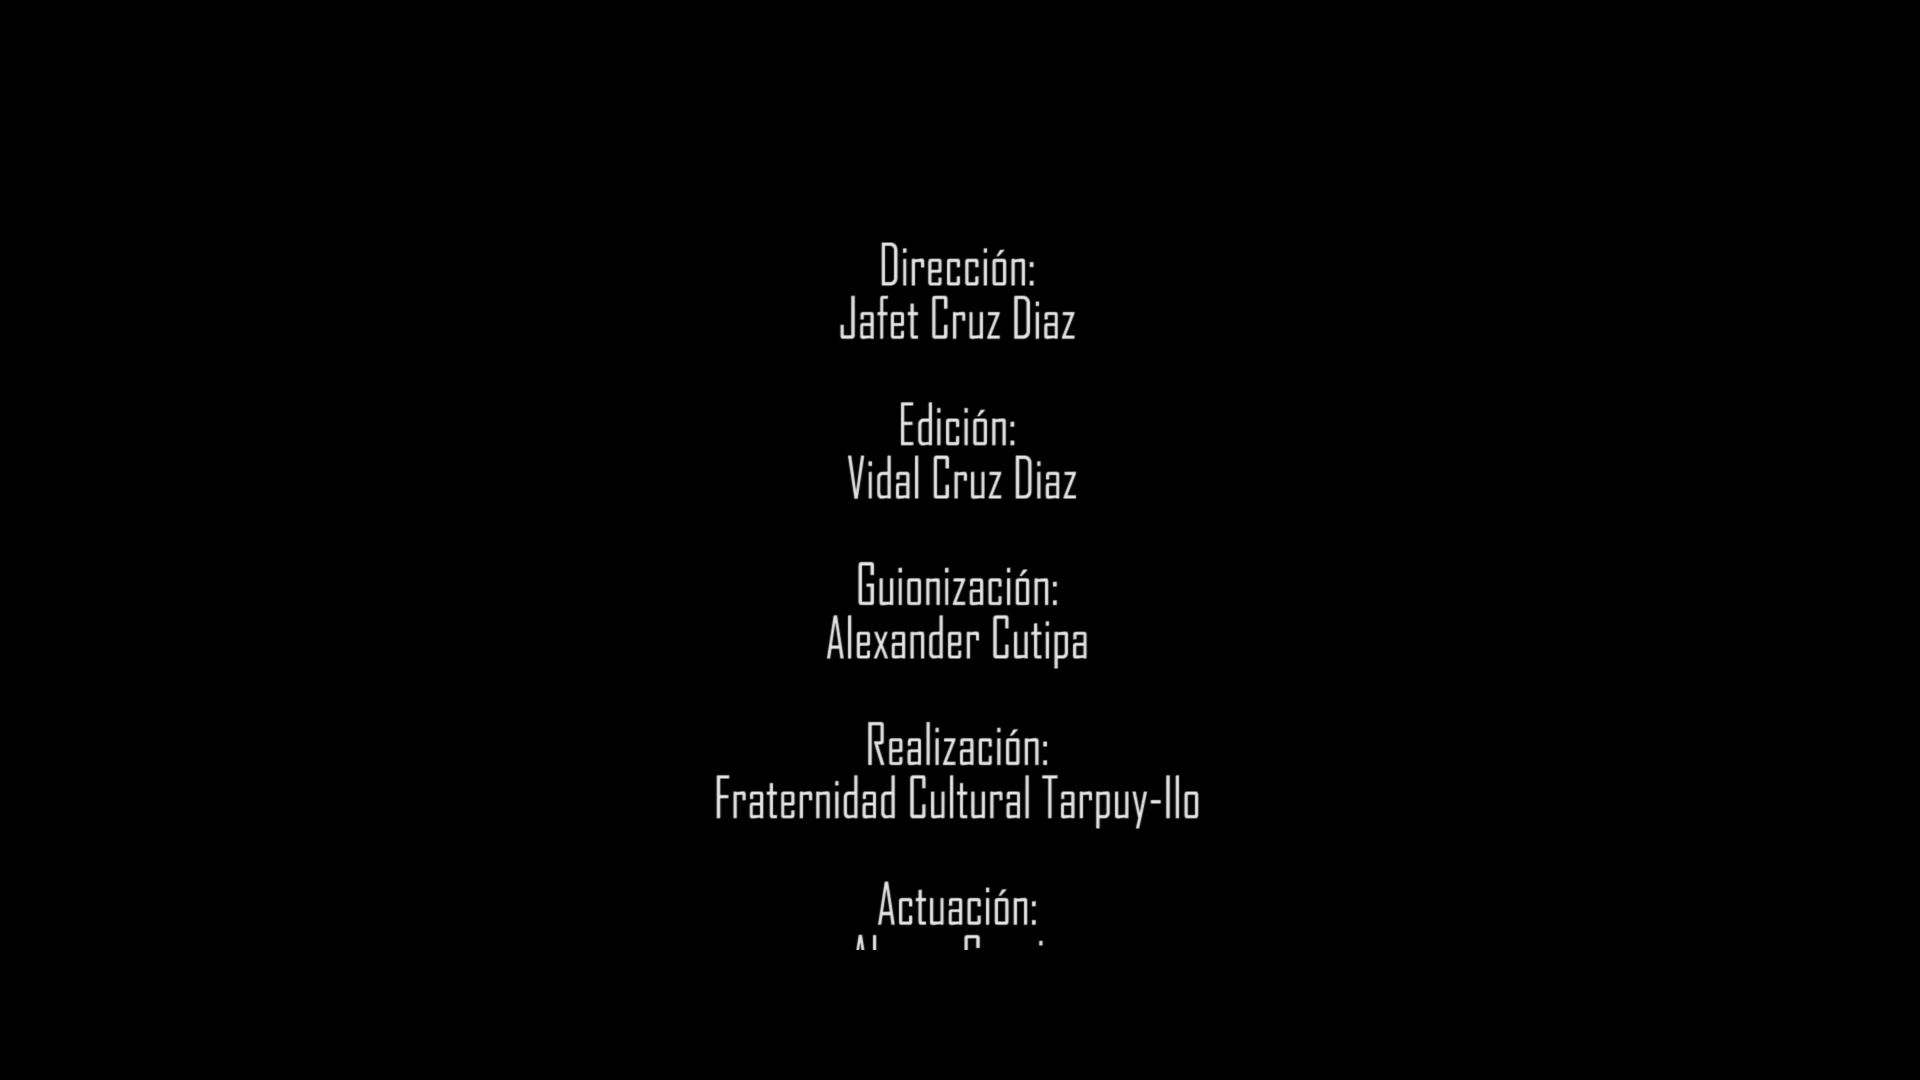 Dirección:
Jafet Cruz Diaz
Edición:
Vidal Cruz Diaz
Guionización:
Alexander Cutipa
Realización:
Fraternidad Cultural Tarpuy-Ilo
Actuación: